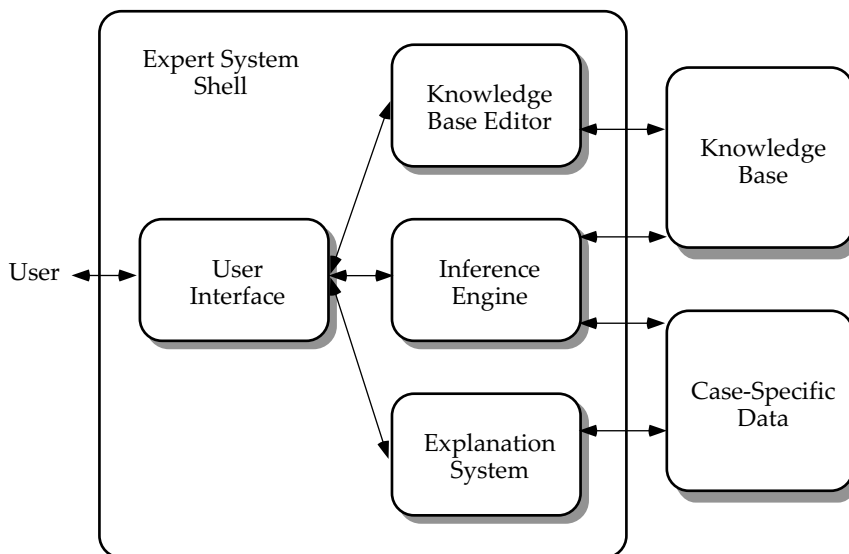 Expert System
Shell
Knowledge
Base Editor
Knowledge
Base
User
User
Interface
Inference
Engine
Case-Specific
Data
Explanation
System